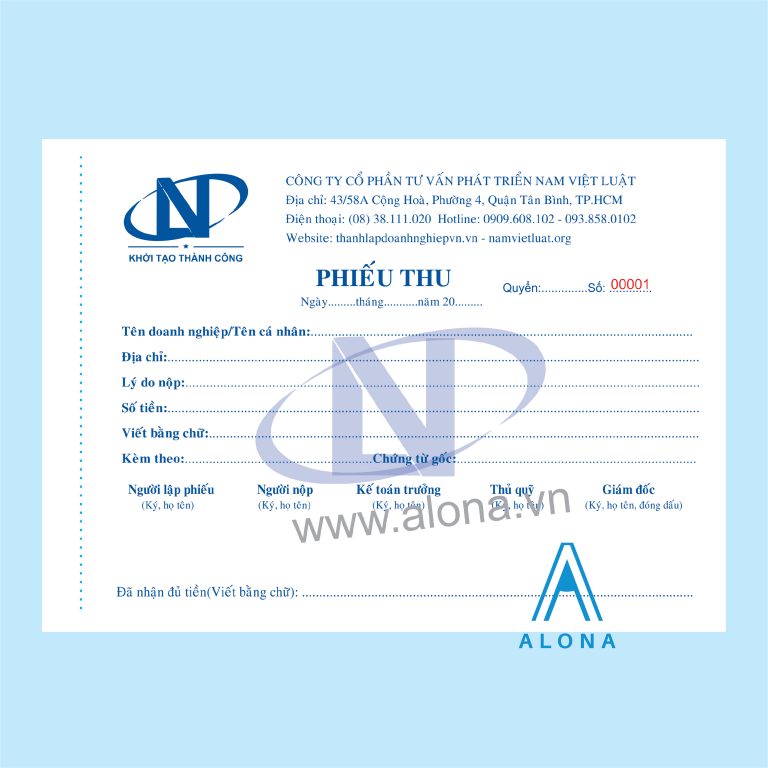 CÔNG TY CỔ PHẦN TƯ VẤN PHÁT TRIỂN NAM VIỆT LUẬT
Địa chỉ: 43/58A Cộng Hoà, Phường 4, Quận Tân Bình, TP.HCM
Điện thoại: (08) 38.111.020 Hotline: 0909.608.102 - 093.858.0102
Website: thanhlapdoanhnghiepvn.vn - namvietluat.org
N
KHỞI TẠO THÀNH CÔNG
PHIẾU THU
Quyển:..............Số: 00001
Ngày.........tháng...........năm 20.........
Tên doanh nghiệp/Tên cá nhân:....................
Địa chỉ:....................
Lý do nộp:....................
Số tiền:....................
Viết bằng chữ:....................
Kèm theo:....................Chứng từ gốc:....................
N
Người lập phiếu Người nộp Kế toán trưởng Thủ quỹ Giám đốc
(Ký, họ tên) (Ký, họ tên) (Ký, họ tên) (Ký, họ tên) (Ký, họ tên, đóng dấu)
www.alona.vn
Đã nhận đủ tiền(Viết bằng chữ): ....................
ALONA